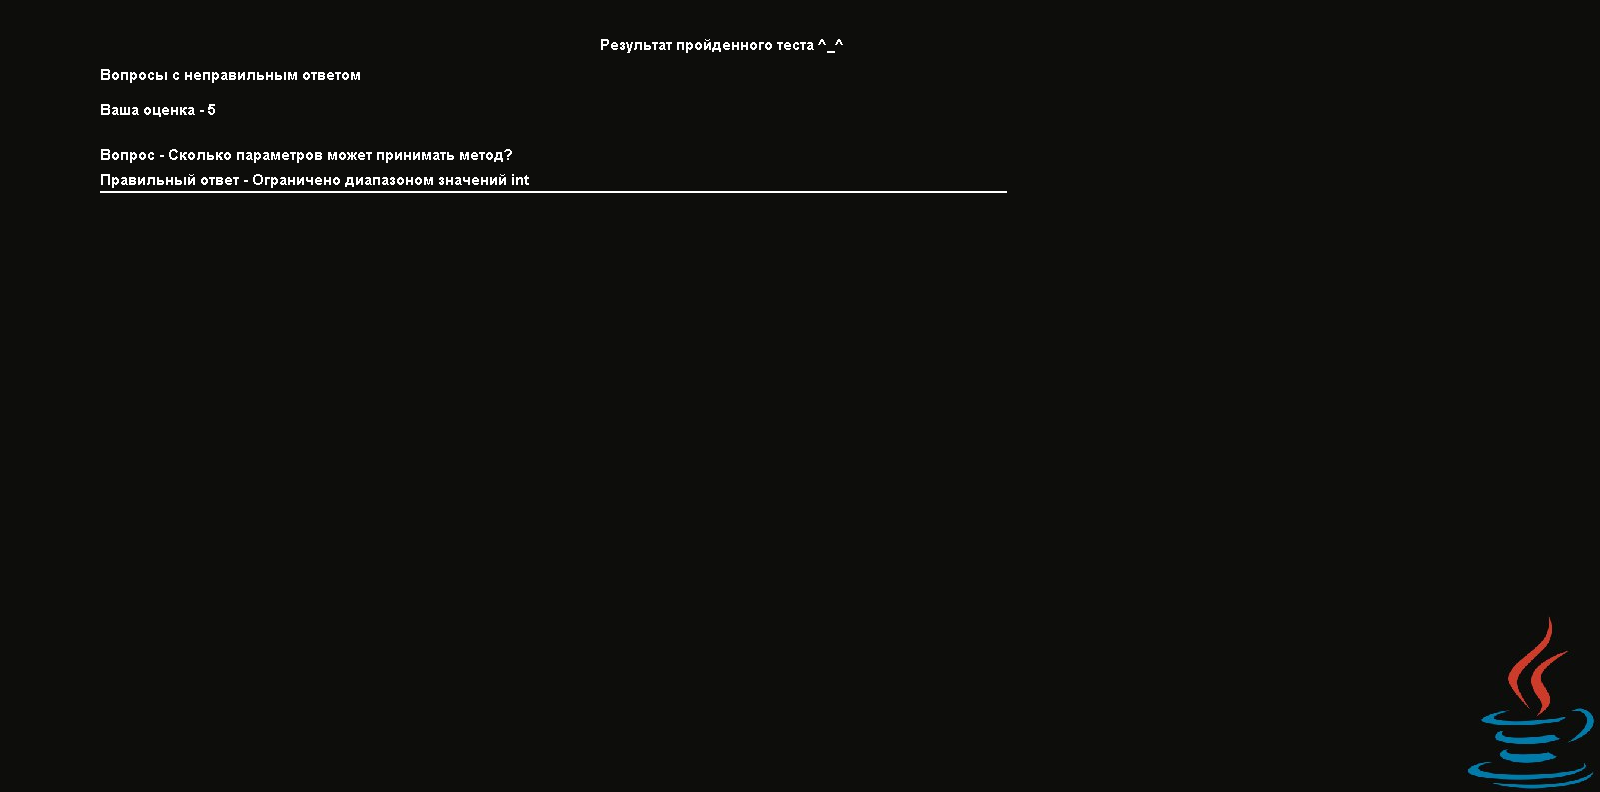 Результат пройденного теста ^_^
Вопросы с неправильным ответом
Ваша оценка - 5
Вопрос - Сколько параметров может принимать метод?
Правильный ответ - Ограничено диапазоном значений int